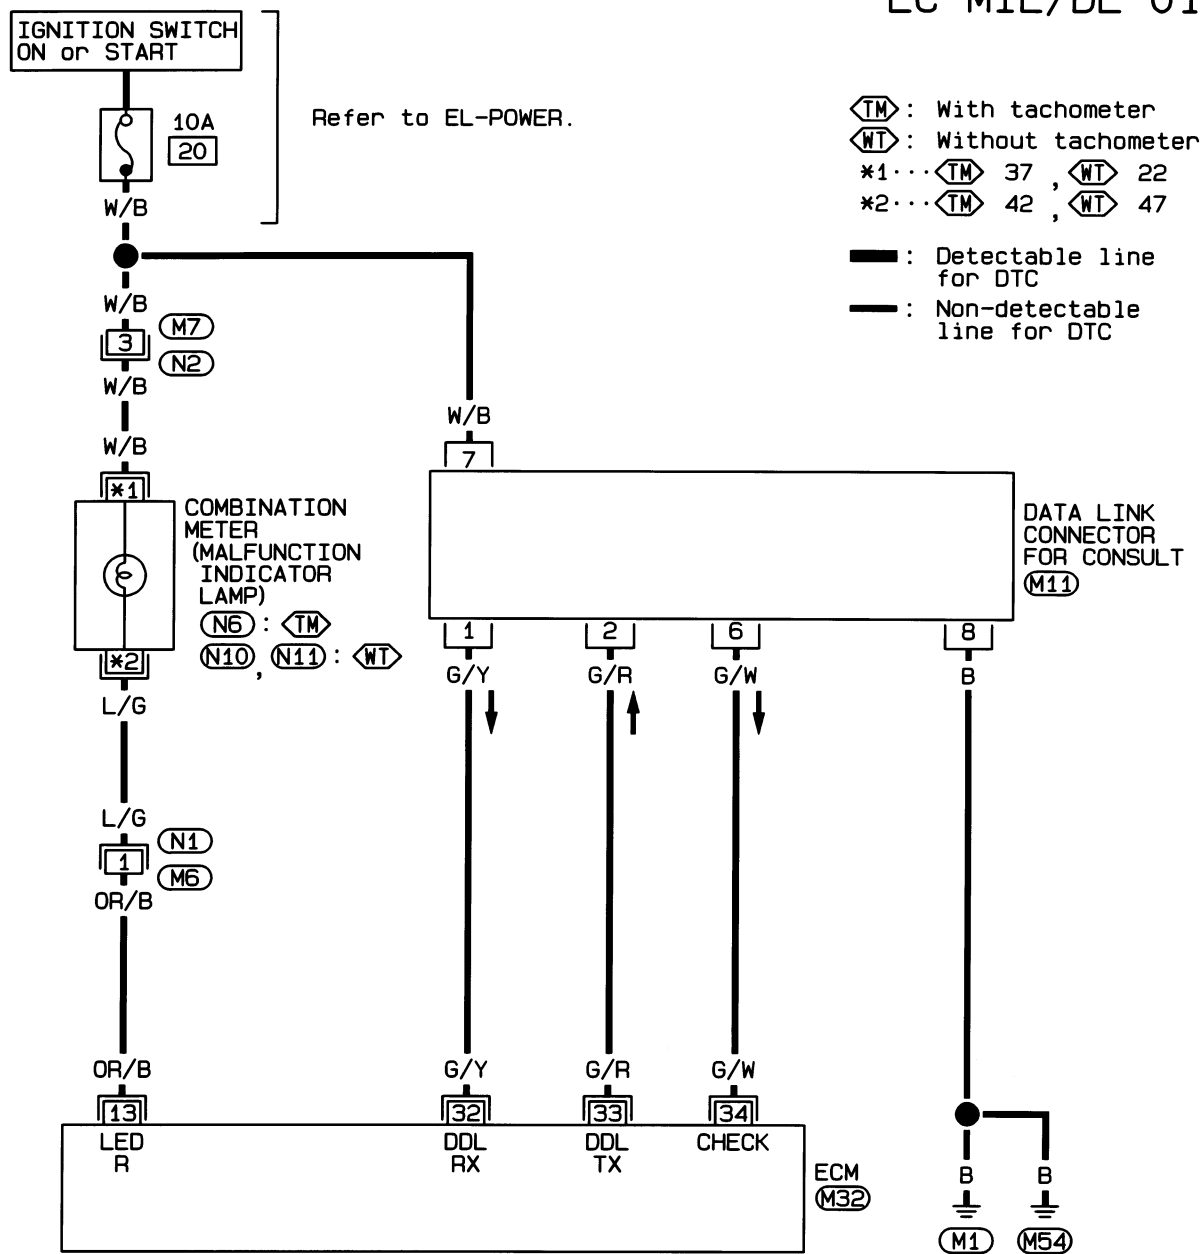 IGNITION SWITCH
ON or START
10A
20
Refer to EL-POWER.
TM : With tachometer
WT : Without tachometer
*1··· TM 37 , WT 22
*2··· TM 42 , WT 47
: Detectable line
for DTC
: Non-detectable
line for DTC
W/B
W/B
3
M7
N2
W/B
W/B
*1
COMBINATION
METER
(MALFUNCTION
INDICATOR
LAMP)
N6 : TM
N10 , N11 : WT
*2
L/G
L/G
1
N1
M6
OR/B
OR/B
W/B
7
DATA LINK
CONNECTOR
FOR CONSULT
M11
1
2
6
8
G/Y
G/R
G/W
B
G/Y
G/R
G/W
13
32
33
34
LED
R
DDL
RX
DDL
TX
CHECK
ECM
M32
B
B
M1
M54